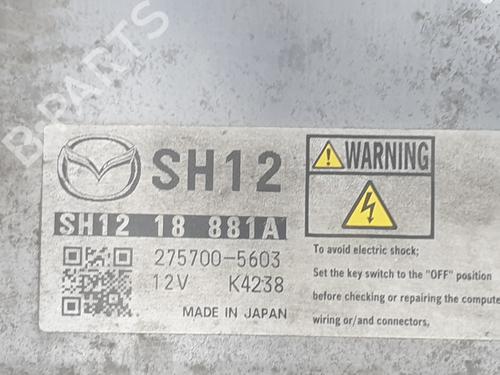 B-PARTS
SH12
SH12 18 881A
275700-5603
12V K4238
MADE IN JAPAN
WARNING
To avoid electric shock;
Set the key switch to the "OFF" position
before checking or repairing the compute
wiring or/and connectors,